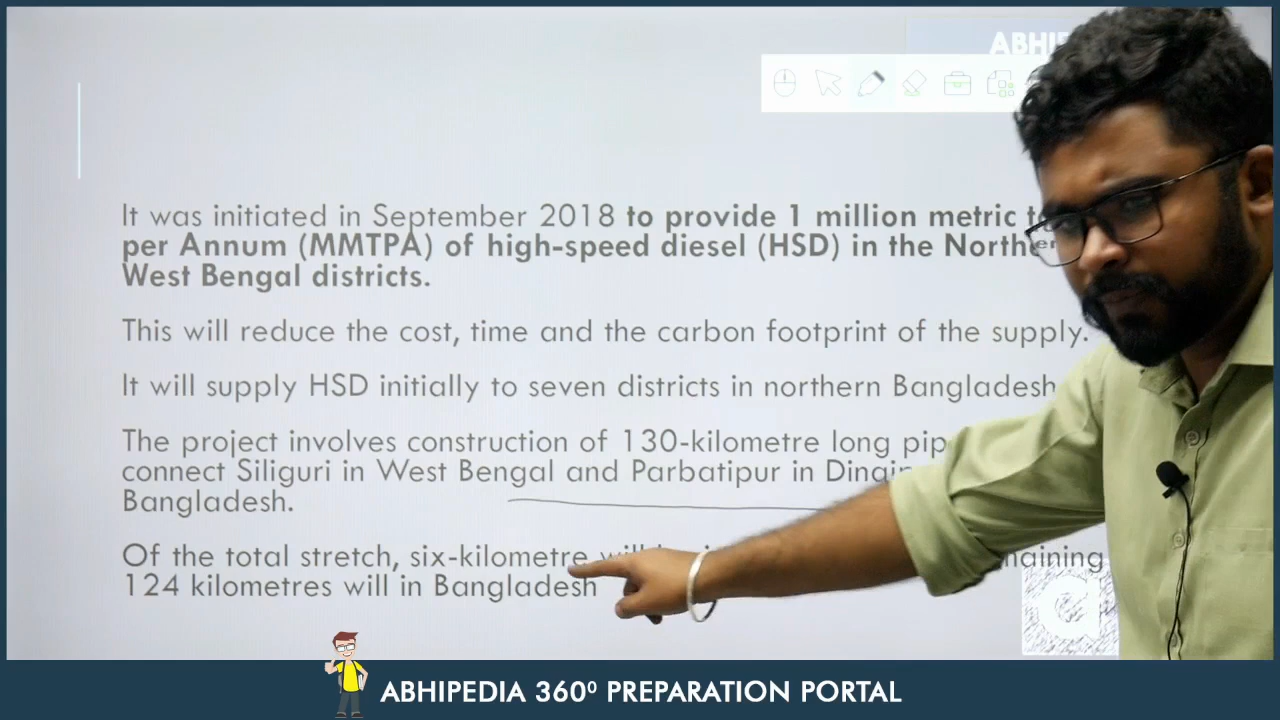 ABHI
It was initiated in September 2018 to provide 1 million metric
per Annum (MMTPA) of high-speed diesel (HSD) in the
West Bengal districts.
This will reduce the cost, time and the carbon footprint of the supply.
It will supply HSD initially to seven districts in northern Bangladesh
The project involves construction of 130-kilometre long
connect Siliguri in West Bengal and Parbatipur in
Bangladesh.
Of the total stretch, six-kilometre will
124 kilometres will in Bangladesh
ABHIPEDIA 360⁰ PREPARATION PORTAL